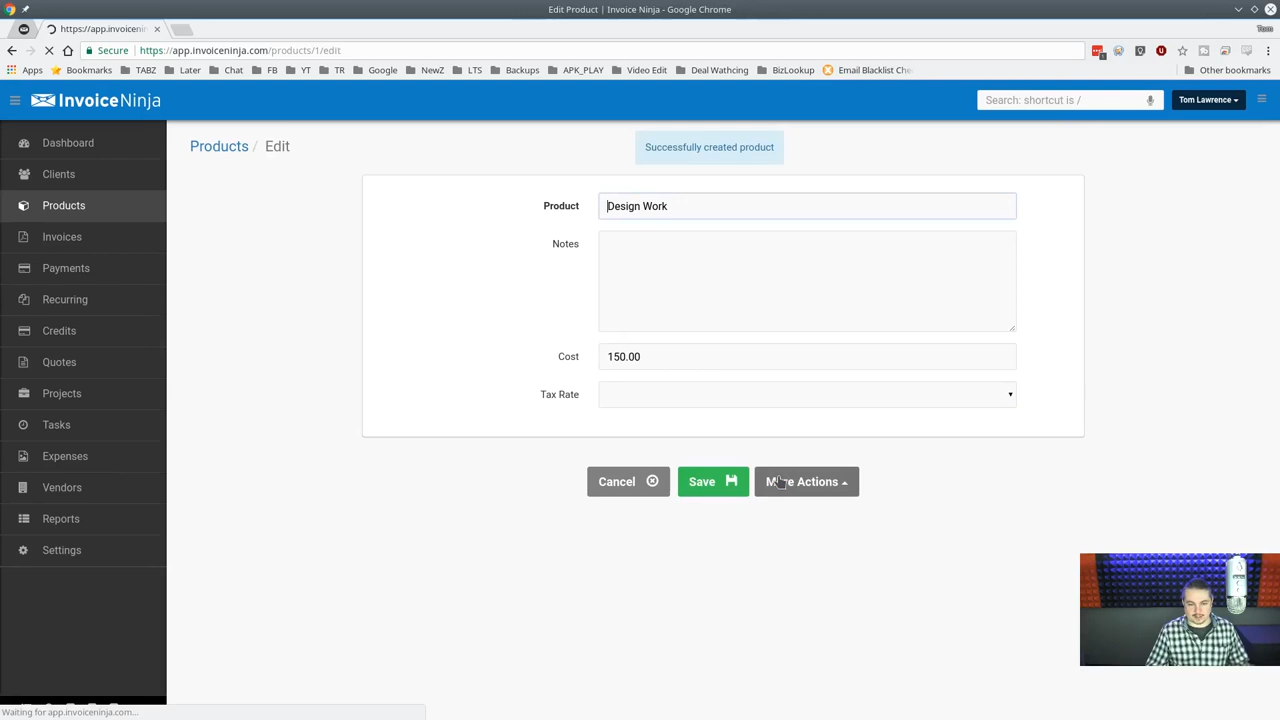 Edit Product | Invoice Ninja - Google Chrome
https://app.invoicenin
Tom
Secure
https://app.invoiceninja.com/products/1/edit
Apps
Bookmarks
TABZ
Later
Chat
FB
YT
TR
Google
NewZ
LTS
Backups
APK_PLAY
Video Edit
Deal Wathcing
BizLookup
Email Blacklist Che
Other bookmarks
InvoiceNinja
Search: shortcut is /
Tom Lawrence
Dashboard
Clients
Products
Invoices
Payments
Recurring
Credits
Quotes
Projects
Tasks
Expenses
Vendors
Reports
Settings
Products / Edit
Successfully created product
Product
Design Work
Notes
Cost
150.00
Tax Rate
Cancel
Save
More Actions
Waiting for app.invoiceninja.com...